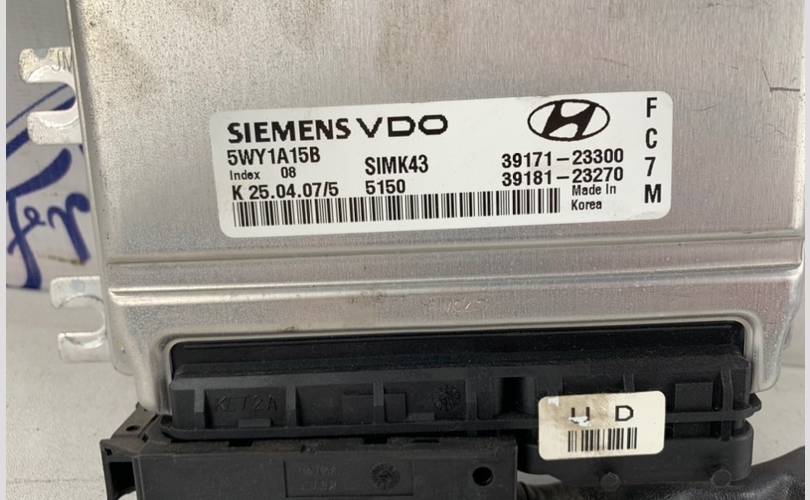 SIEMENS VDO
5WY1A15B
Index 08
SIMK43
39171-23300
K 25.04.07/5
5150
39181-23270
Made In
Korea
F
C
7
M
KET2A
U D